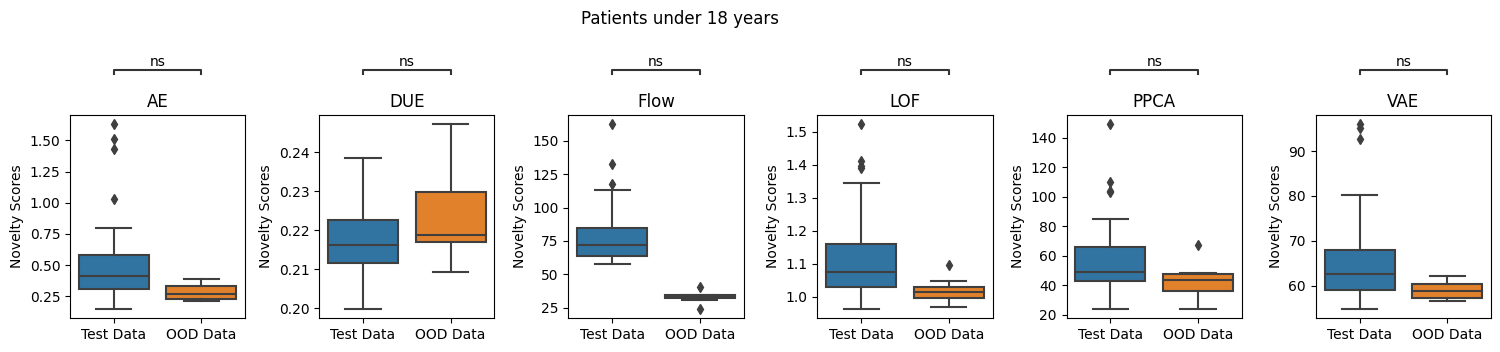 Patients under 18 years
ns ns ns ns ns ns
AE DUE Flow LOF PPCA VAE
Novelty Scores
1.50
1.25
1.00
0.75
0.50
0.25
Test Data OOD Data
Novelty Scores
0.24
0.23
0.22
0.21
0.20
Test Data OOD Data
Novelty Scores
150
125
100
75
50
25
Test Data OOD Data
Novelty Scores
1.5
1.4
1.3
1.2
1.1
1.0
Test Data OOD Data
Novelty Scores
140
120
100
80
60
40
20
Test Data OOD Data
Novelty Scores
90
80
70
60
Test Data OOD Data